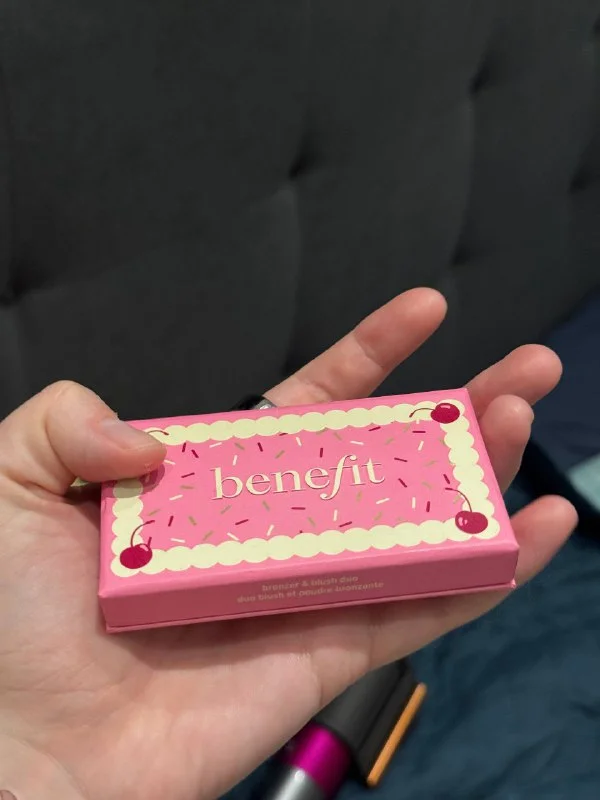 benefit
bronzer & blush duo
duo blush et poudre bronzante